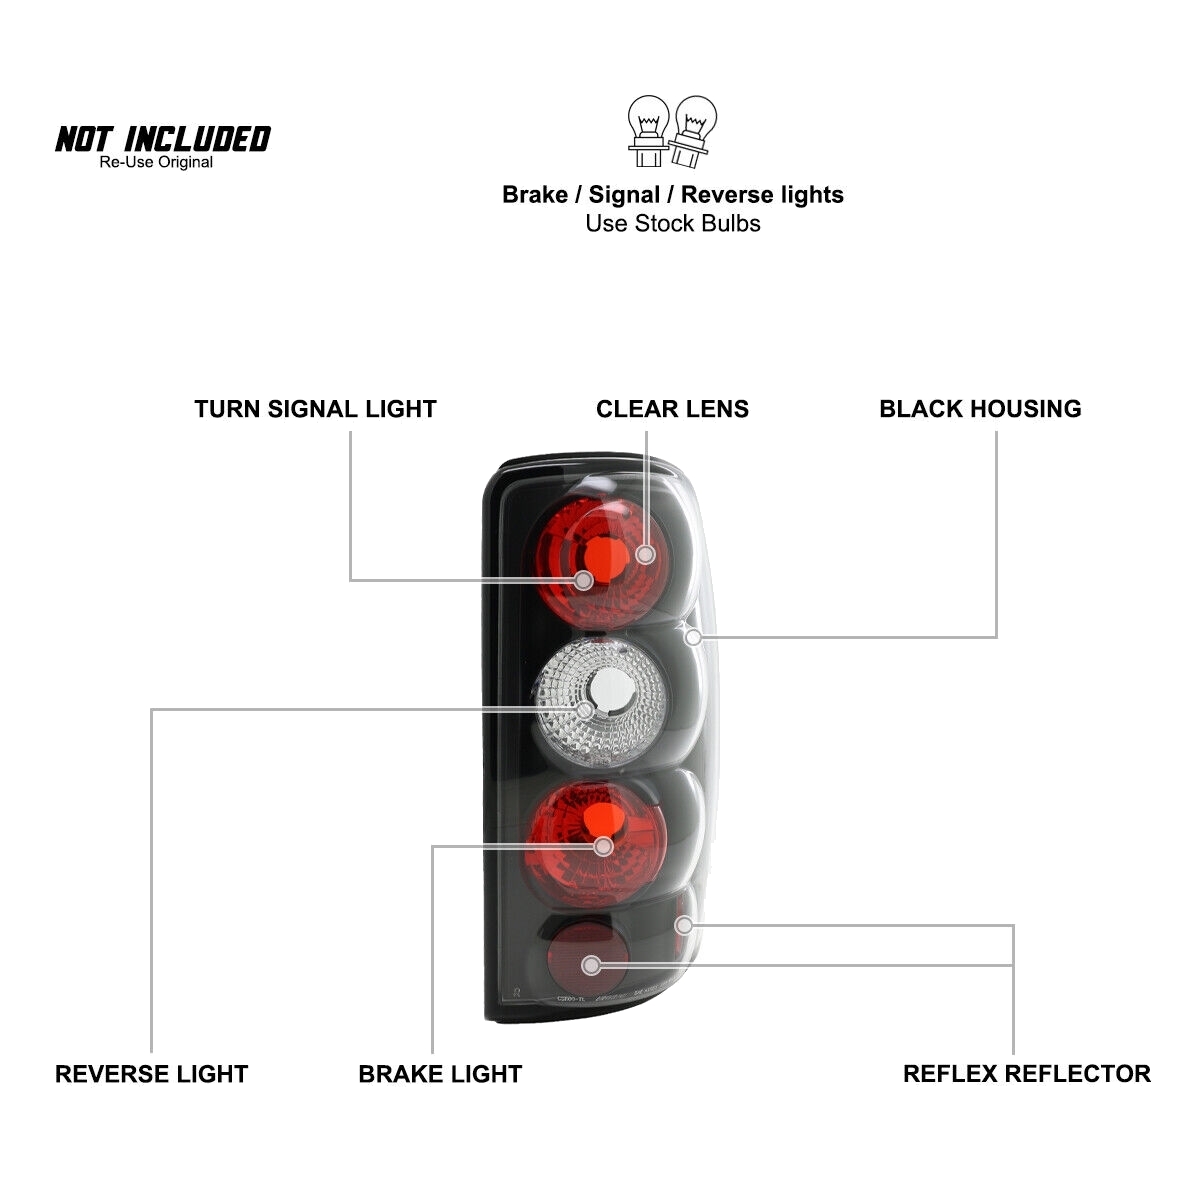 NOT INCLUDED
Re-Use Original
Brake / Signal / Reverse lights
Use Stock Bulbs
TURN SIGNAL LIGHT
CLEAR LENS
BLACK HOUSING
REVERSE LIGHT
BRAKE LIGHT
REFLEX REFLECTOR